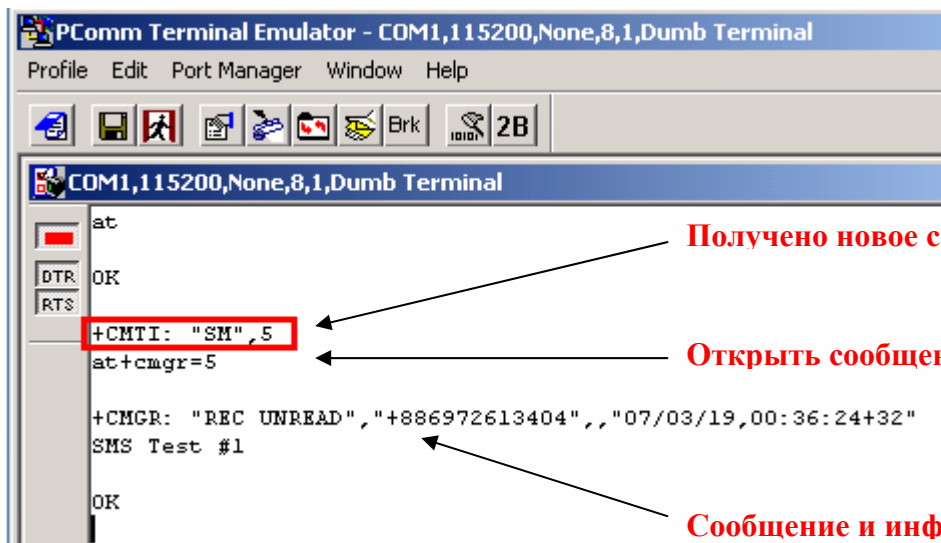 PComm Terminal Emulator - COM1,115200,None,8,1,Dumb Terminal
Profile Edit Port Manager Window Help
Brk 2B
COM1,115200,None,8,1,Dumb Terminal
at
Получено новое с
DTR OK
RTS
+CMTI: "SM",5
at+cmgr=5
Открыть сообщен
+CMGR: "REC UNREAD","+886972613404",,"07/03/19,00:36:24+32"
SMS Test #1
OK
Сообщение и инф